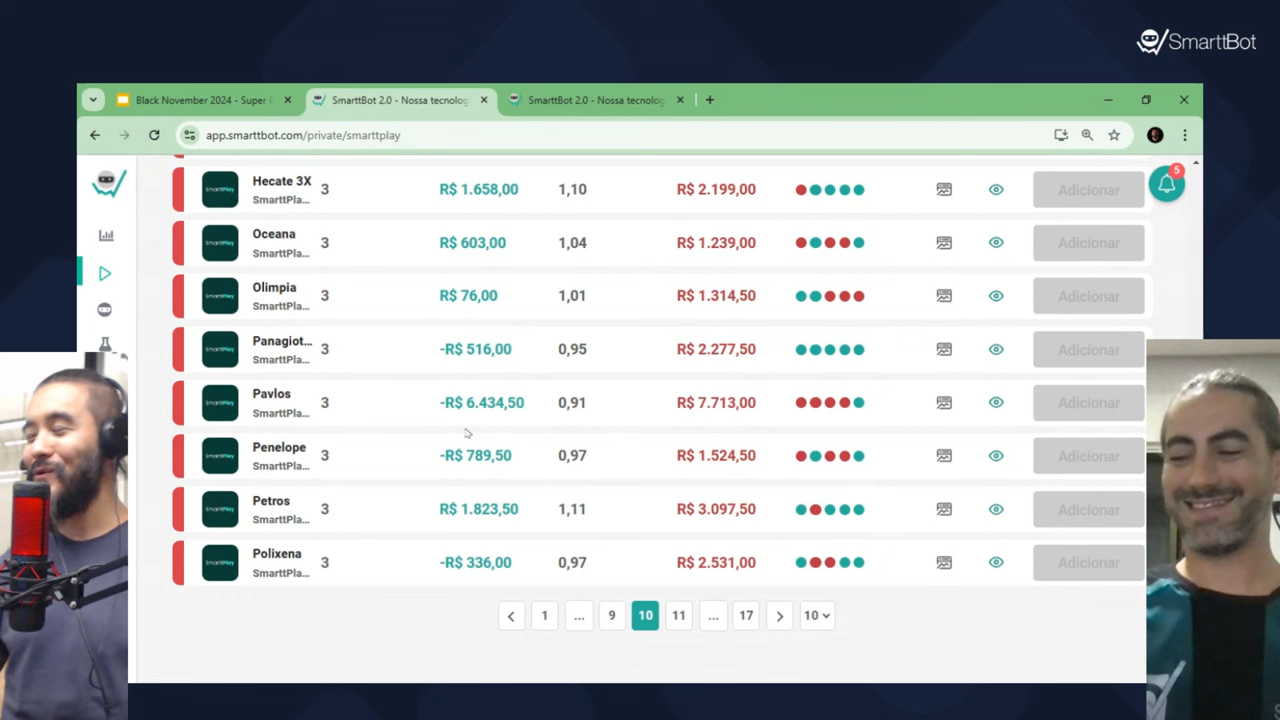 SmarttBot
Black November 2024 - Super
SmarttBot 2.0 - Nossa tecnolog
SmarttBot 2.0 - Nossa tecnolog
app.smarttbot.com/private/smarttplay
5
Hecate 3X
SmarttPla...
3 R$ 1.658,00 1,10 R$ 2.199,00 Adicionar
Oceana
SmarttPla...
3 R$ 603,00 1,04 R$ 1.239,00 Adicionar
Olimpia
SmarttPla...
3 R$ 76,00 1,01 R$ 1.314,50 Adicionar
Panagiot...
SmarttPla...
3 -R$ 516,00 0,95 R$ 2.277,50 Adicionar
Pavlos
SmarttPla...
3 -R$ 6.434,50 0,91 R$ 7.713,00 Adicionar
Penelope
SmarttPla...
3 -R$ 789,50 0,97 R$ 1.524,50 Adicionar
Petros
SmarttPla...
3 R$ 1.823,50 1,11 R$ 3.097,50 Adicionar
Polixena
SmarttPla...
3 -R$ 336,00 0,97 R$ 2.531,00 Adicionar
1 ... 9 10 11 ... 17 10